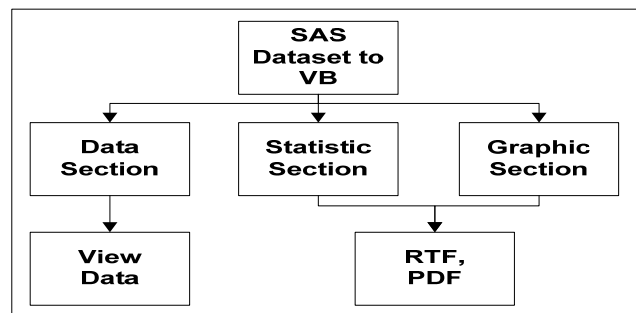 SAS
Dataset to
VB
Data
Section
Statistic
Section
Graphic
Section
View
Data
RTF,
PDF